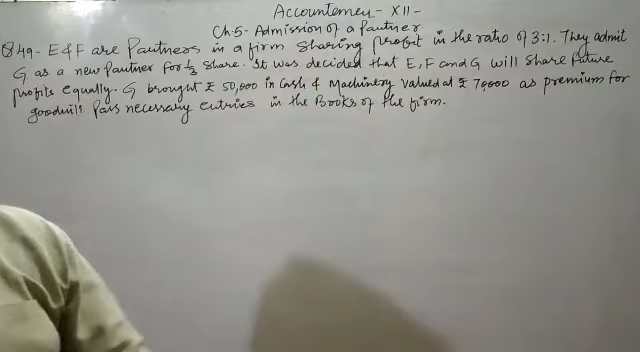 Accountemcy - XII -
Ch-5- Admission of a Partner
Q49- E & F are Partners in a firm sharing profit in the ratio of 3:1. They admit
G as a new partner for 1/3 share. It was decided that E, F and G will share future
profits equally. G brought ₹ 50,000 in Cash & Machinery valued at ₹ 70,000 as premium for
goodwill. Pass necessary entries in the Books of the firm.